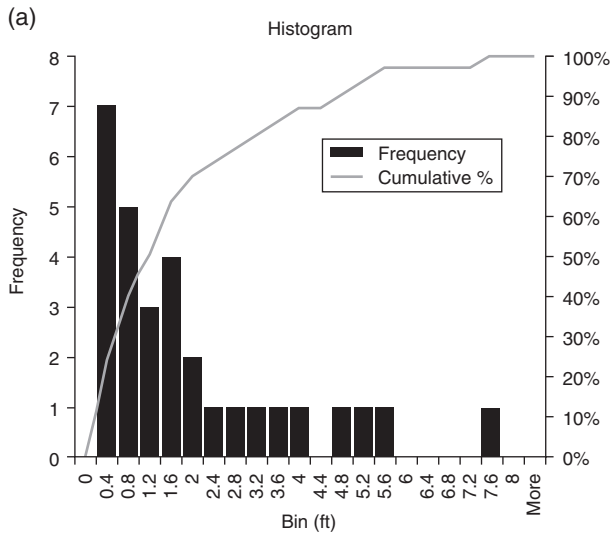 (a)
Histogram
8
7
6
5
4
3
2
1
0
Frequency
100%
90%
80%
70%
60%
50%
40%
30%
20%
10%
0%
Frequency
Cumulative %
0 0.4 0.8 1.2 1.6 2 2.4 2.8 3.2 3.6 4 4.4 4.8 5.2 5.6 6 6.4 6.8 7.2 7.6 8 More
Bin (ft)